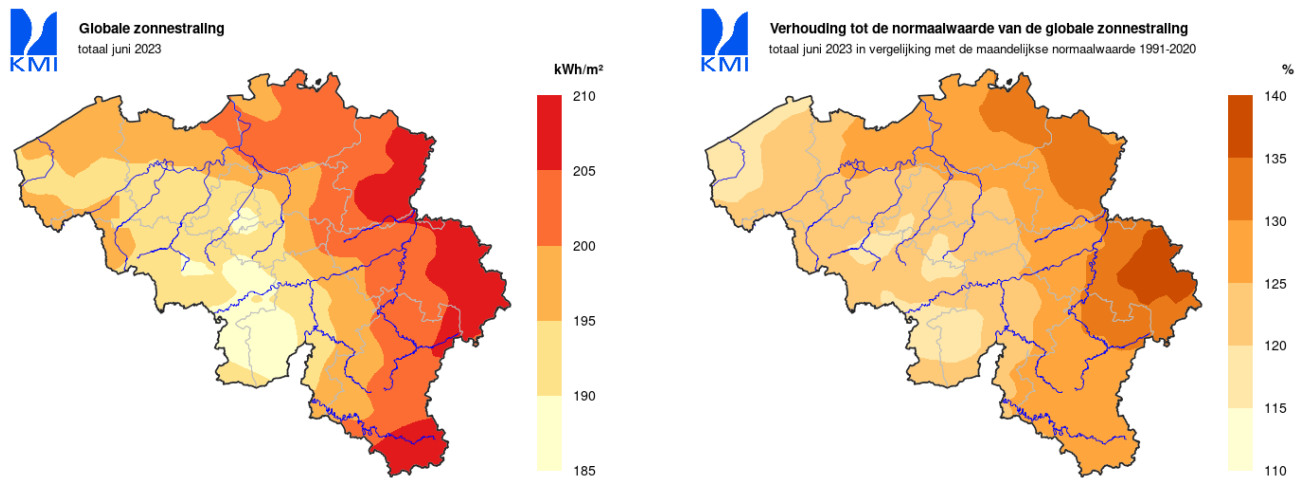 KMI
Globale zonnestraling
totaal juni 2023
kWh/m²
210
205
200
195
190
185
KMI
Verhouding tot de normaalwaarde van de globale zonnestraling
totaal juni 2023 in vergelijking met de maandelijkse normaalwaarde 1991-2020
%
140
135
130
125
120
115
110